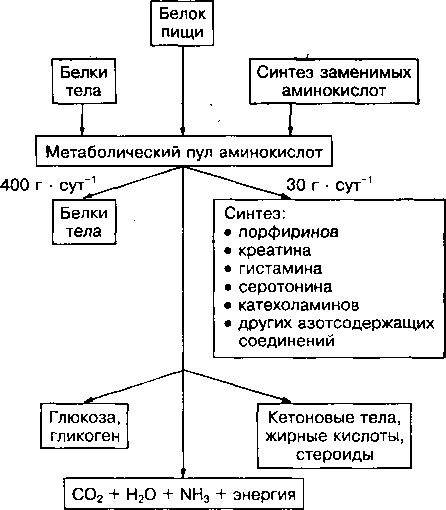 Белок
пищи
Белки
тела
Синтез заменимых
аминокислот
Метаболический пул аминокислот
400 г · сут⁻¹
30 г · сут⁻¹
Белки
тела
Синтез:
• порфиринов
• креатина
• гистамина
• серотонина
• катехоламинов
• других азотсодержащих
соединений
Глюкоза,
гликоген
Кетоновые тела,
жирные кислоты,
стероиды
CO₂ + H₂O + NH₃ + энергия